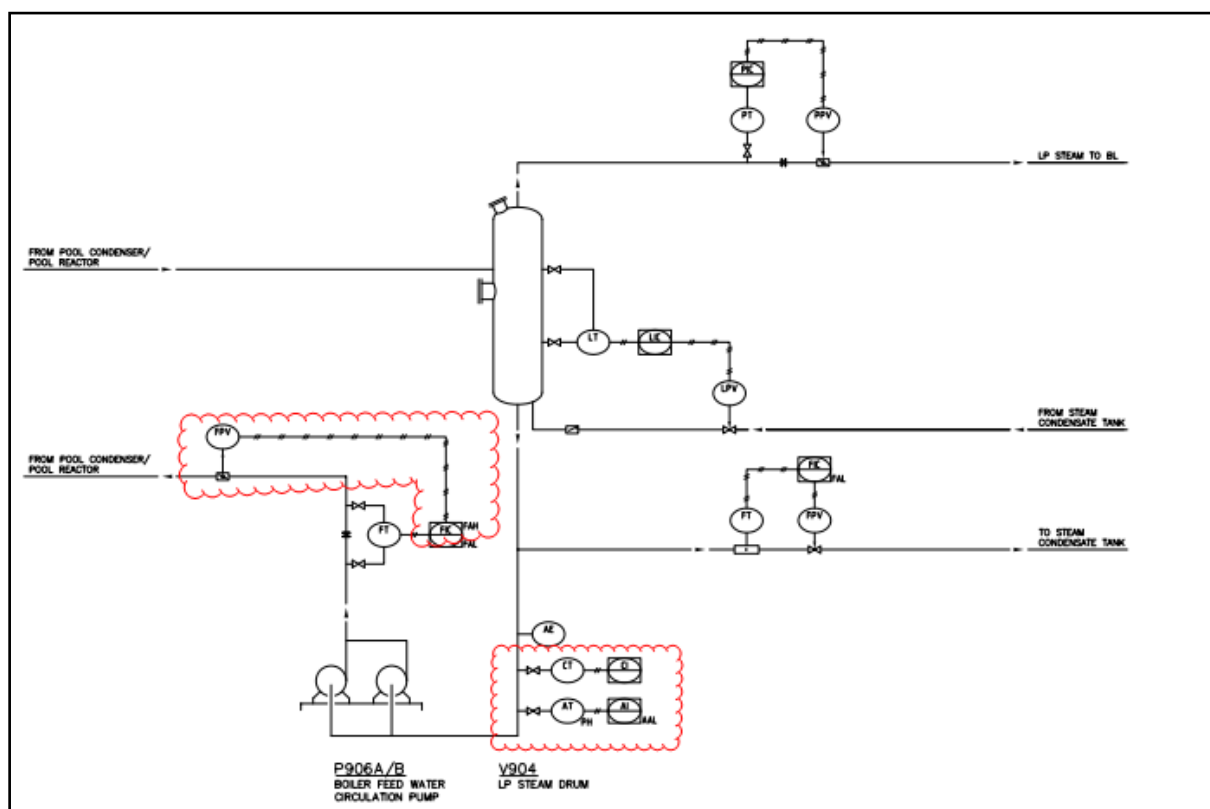 PIC
PT
PPV
LP STEAM TO BL
FROM POOL CONDENSER/
POOL REACTOR
LT
LIC
LPV
FROM STEAM
CONDENSATE TANK
FPV
FROM POOL CONDENSER/
POOL REACTOR
FIC
FAL
FT
FPV
FT
FIC
FAH
FAL
TO STEAM
CONDENSATE TANK
AE
CT
CI
AT
PH
AI
AAL
P906A/B
BOILER FEED WATER
CIRCULATION PUMP
V904
LP STEAM DRUM